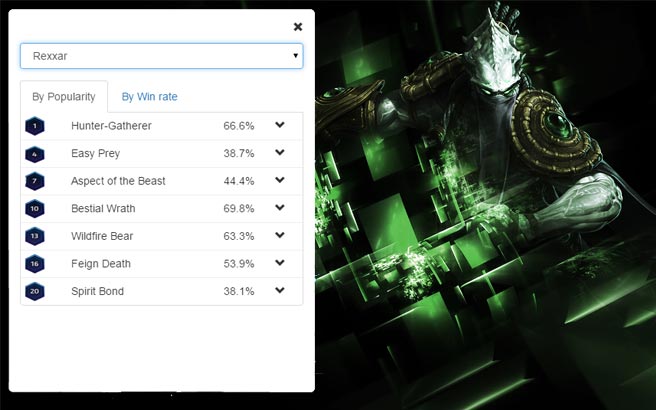 Rexxar
By Popularity By Win rate
1 Hunter-Gatherer 66.6%
4 Easy Prey 38.7%
7 Aspect of the Beast 44.4%
10 Bestial Wrath 69.8%
13 Wildfire Bear 63.3%
16 Feign Death 53.9%
20 Spirit Bond 38.1%